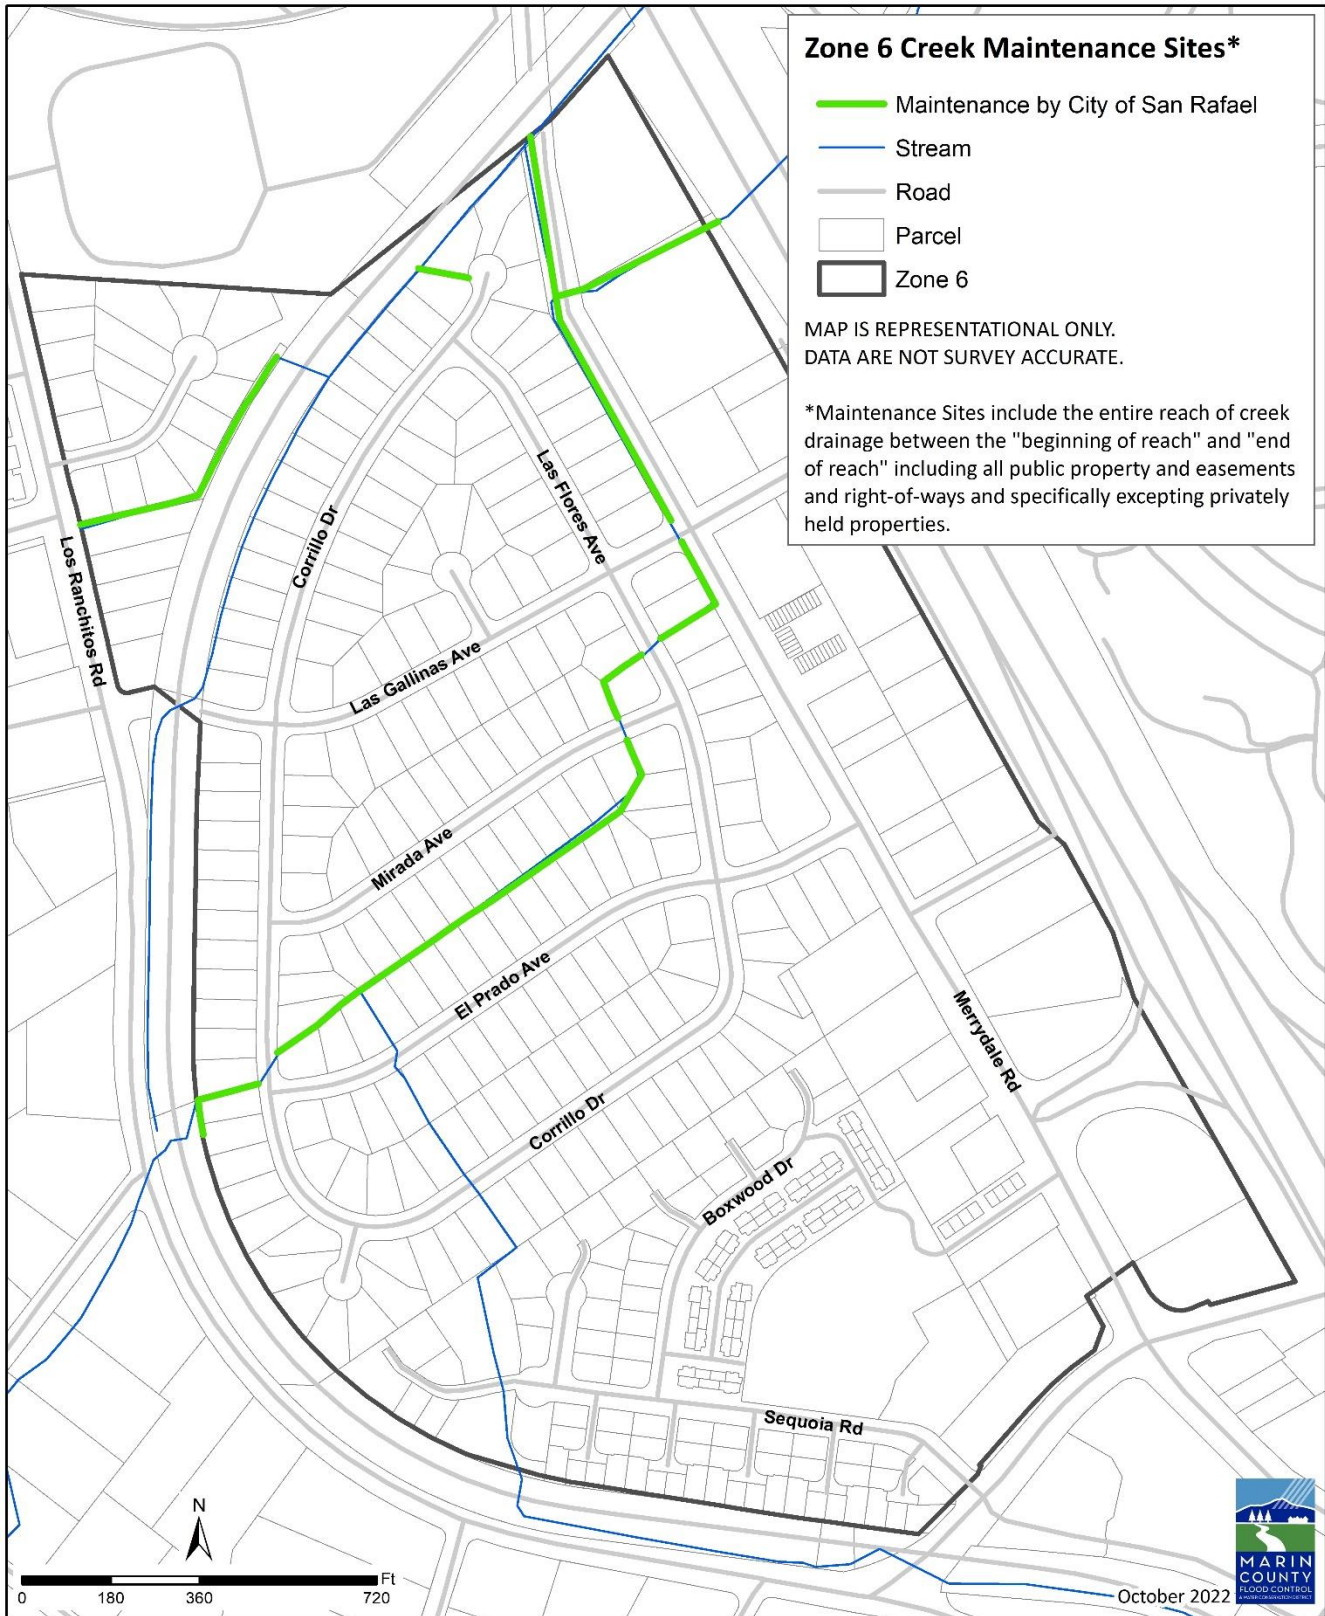 Zone 6 Creek Maintenance Sites*
Maintenance by City of San Rafael
Stream
Road
Parcel
Zone 6
MAP IS REPRESENTATIONAL ONLY.
DATA ARE NOT SURVEY ACCURATE.
*Maintenance Sites include the entire reach of creek
drainage between the "beginning of reach" and "end
of reach" including all public property and easements
and right-of-ways and specifically excepting privately
held properties.
Las Flores Ave
Corrillo Dr
Los Ranchitos Rd
Las Gallinas Ave
Mirada Ave
El Prado Ave
Merrydale Rd
Corrillo Dr
Boxwood Dr
Sequoia Rd
N
Ft
0 180 360 720
October 2022
MARIN
COUNTY
FLOOD CONTROL
& WATER CONSERVATION DISTRICT